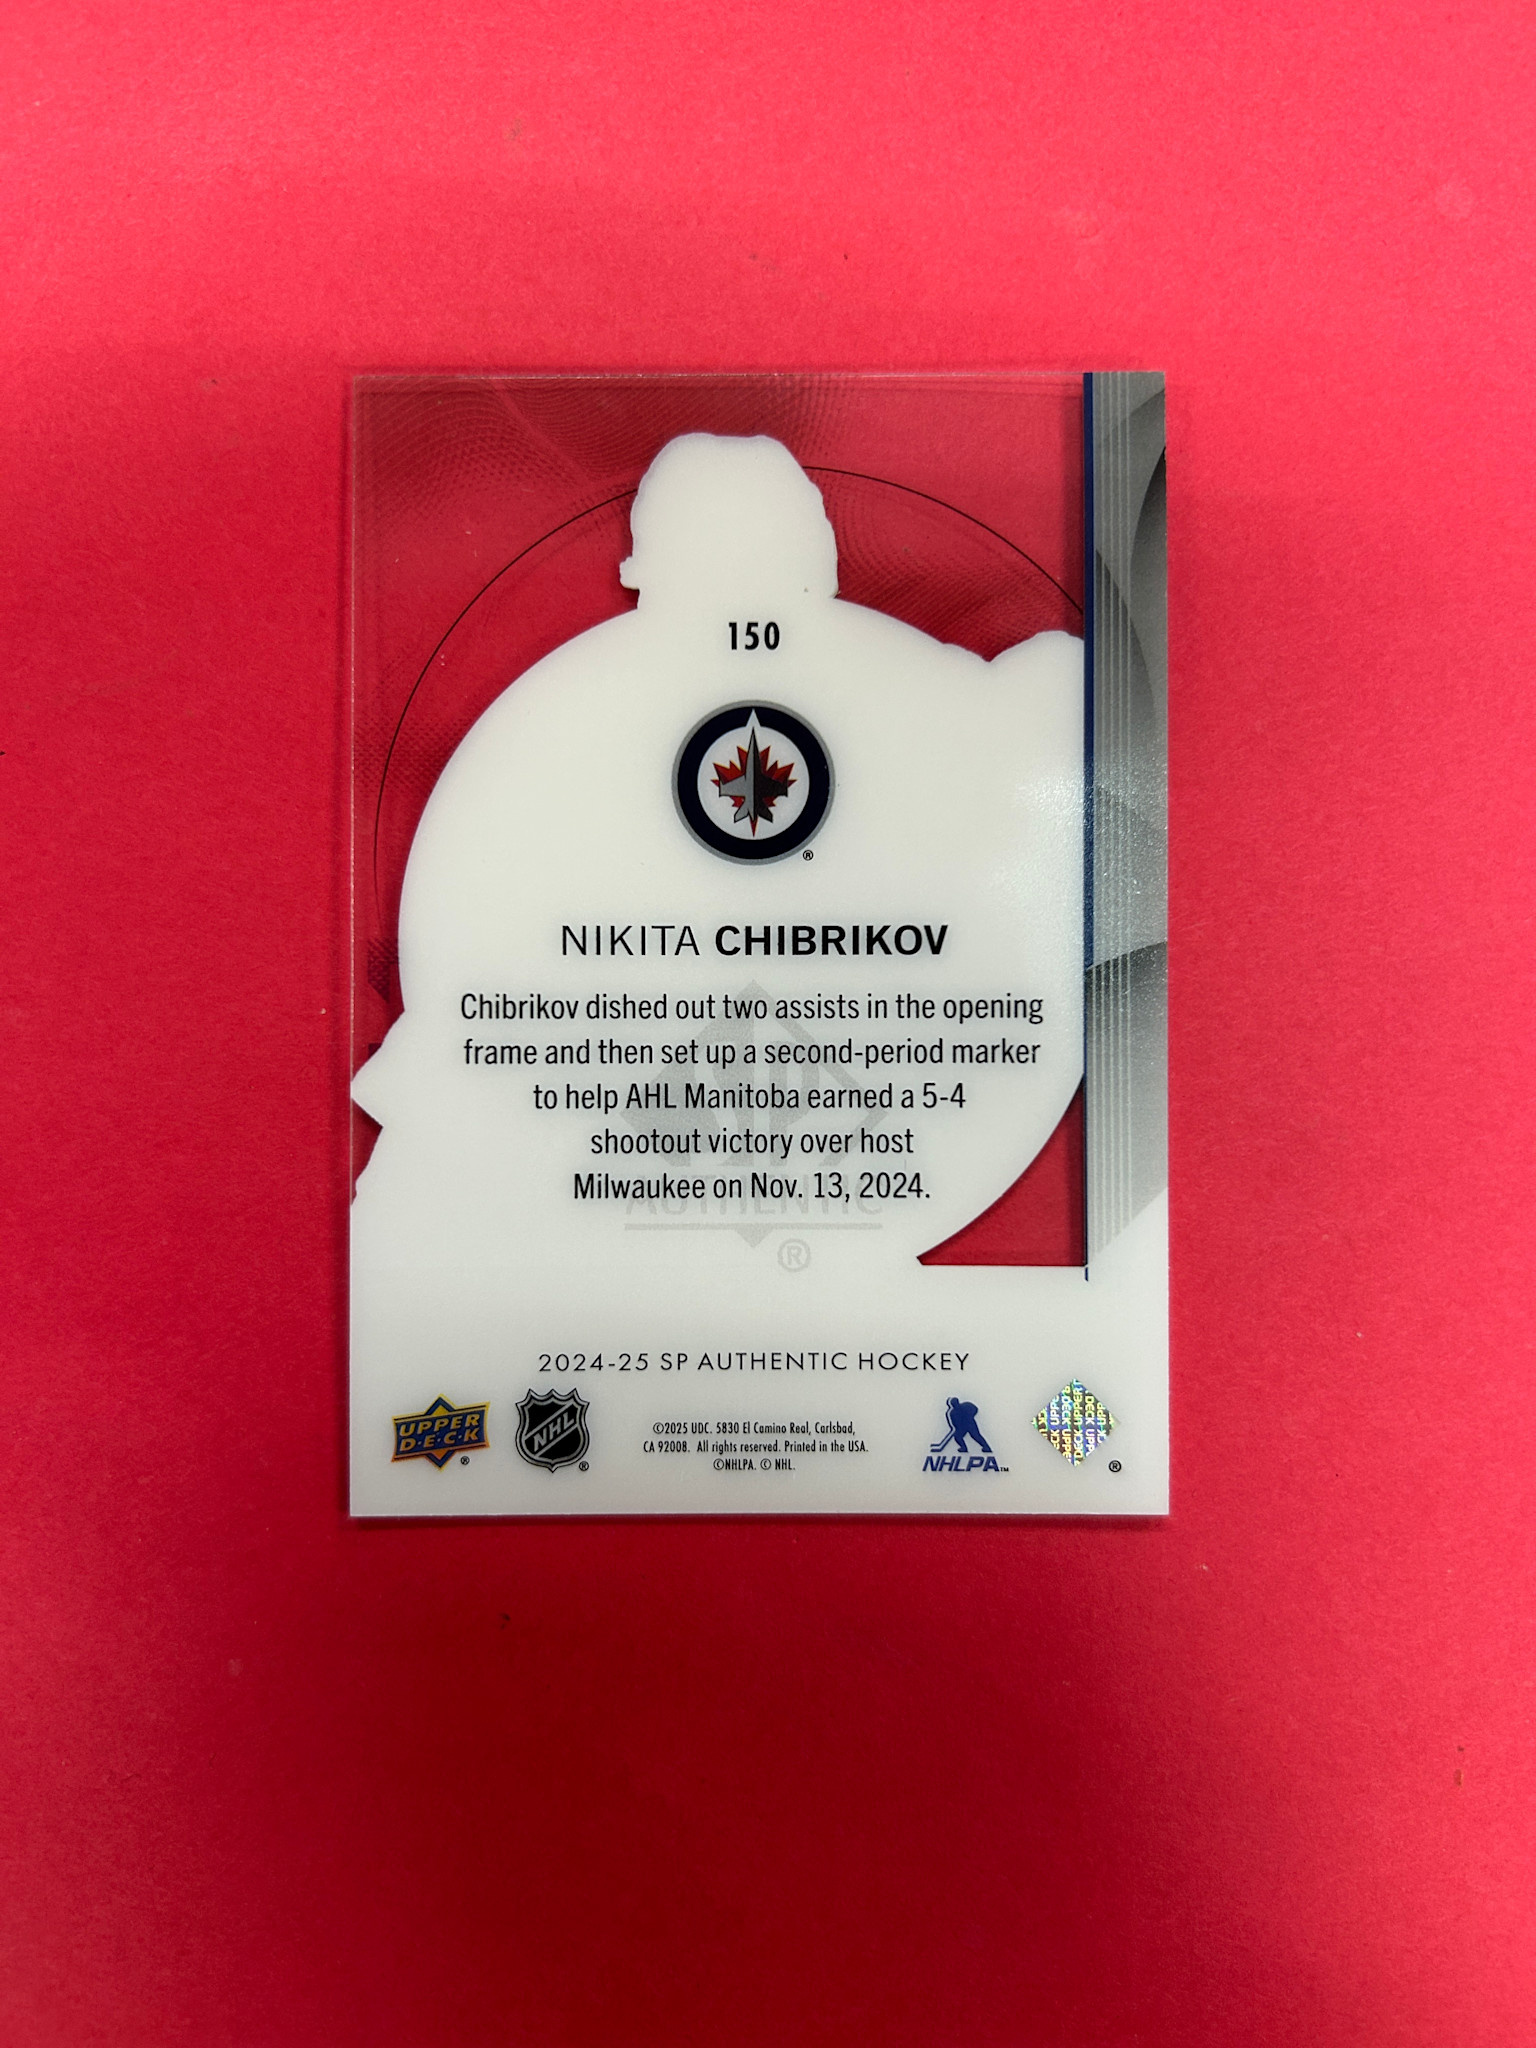 150
®
NIKITA CHIBRIKOV
Chibrikov dished out two assists in the opening
frame and then set up a second-period marker
to help AHL Manitoba earned a 5-4
shootout victory over host
Milwaukee on Nov. 13, 2024.
SP
AUTHENTIC
®
2024-25 SP AUTHENTIC HOCKEY
UPPER
D·E·C·K
®
NHL
®
©2025 UDC. 5830 El Camino Real, Carlsbad,
CA 92008. All rights reserved. Printed in the USA.
©NHLPA. © NHL.
NHLPA™
®